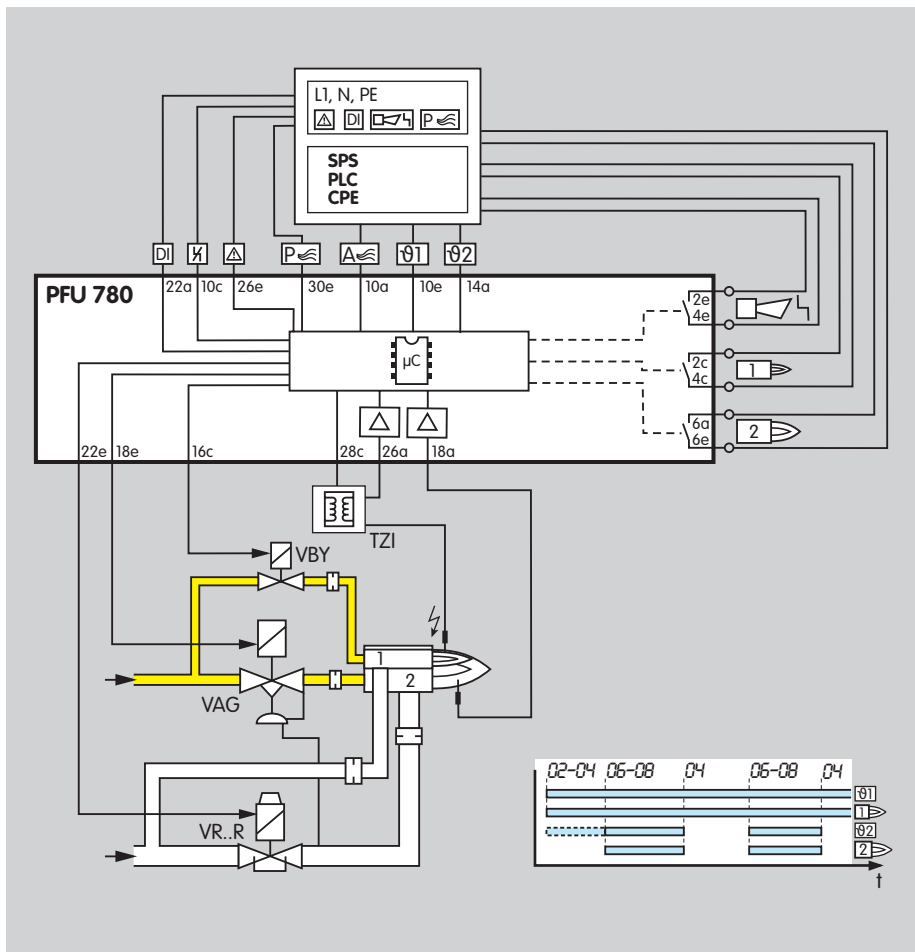 L1, N, PE
DI P
SPS
PLC
CPE
DI P A ϑ1 ϑ2
PFU 780 22a 10c 26e 30e 10a 10e 14a
2e
4e
µC
2c
4c
1
6a
6e
2
22e 18e 16c 28c 26a 18a
TZI
VBY
1
2
VAG
VR..R
02-04 06-08 04 06-08 04
ϑ1
1
ϑ2
2
t